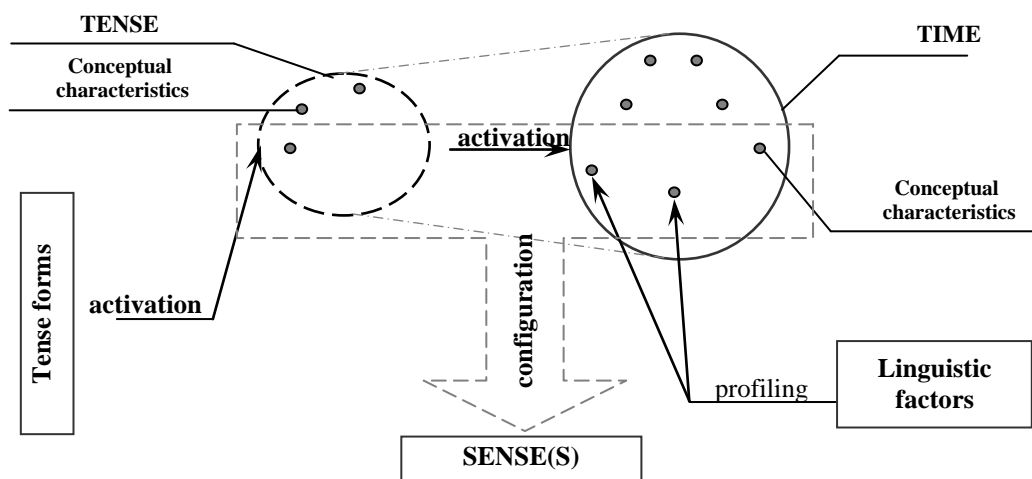 TENSE
TIME
Conceptual
characteristics
activation
Conceptual
characteristics
Tense forms
activation
configuration
profiling
Linguistic
factors
SENSE(S)